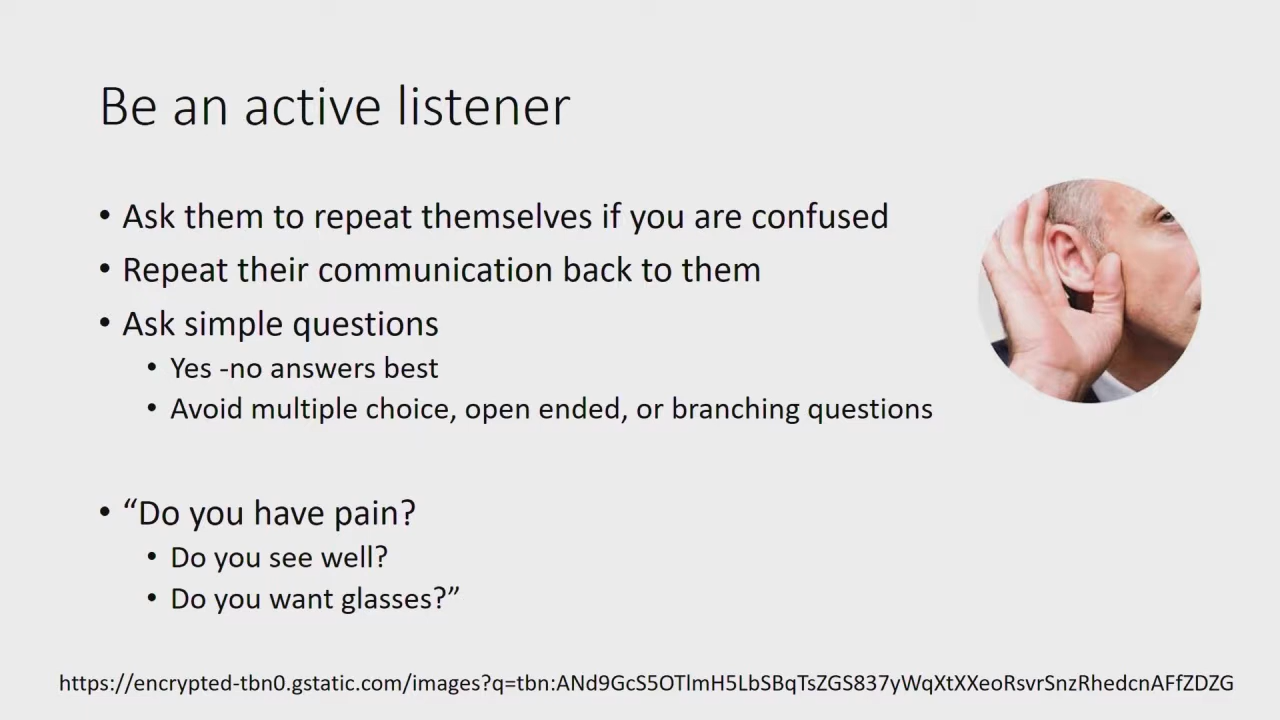 Be an active listener
• Ask them to repeat themselves if you are confused
• Repeat their communication back to them
• Ask simple questions
• Yes -no answers best
• Avoid multiple choice, open ended, or branching questions
• “Do you have pain?
• Do you see well?
• Do you want glasses?”
https://encrypted-tbn0.gstatic.com/images?q=tbn:ANd9GcS5OTlmH5LbSBqTsZGS837yWqXtXXeoRsvrSnzRhedcnAFfZDZG